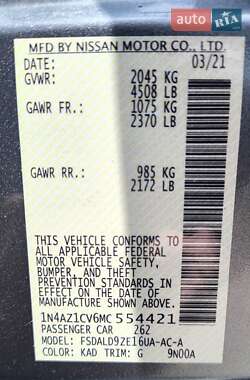 AUTO RIA
MFD BY NISSAN MOTOR CO., LTD.
DATE: 03/21
GVWR: 2045 KG
4508 LB
GAWR FR.: 1075 KG
2370 LB
GAWR RR.: 985 KG
2172 LB
THIS VEHICLE CONFORMS TO
ALL APPLICABLE FEDERAL
MOTOR VEHICLE SAFETY,
BUMPER, AND THEFT
PREVENTION STANDARDS IN
EFFECT ON THE DATE OF
MANUFACTURE SHOWN ABOVE.
1N4AZ1CV6MC554421
PASSENGER CAR 262
MODEL: FSDALD9ZE16UA-AC-A
COLOR: KAD TRIM: G 9N00A